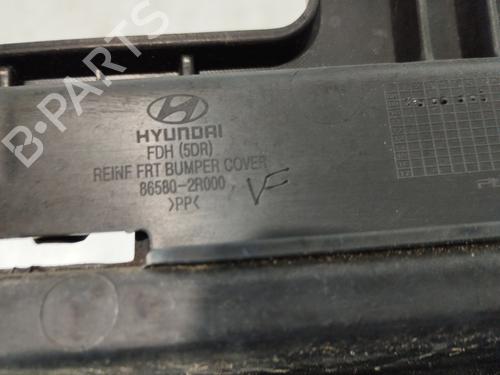 B-PARTS
HYUNDAI
FDH (5DR)
REINF FRT BUMPER COVER
86580-2R000
>PP<
VF